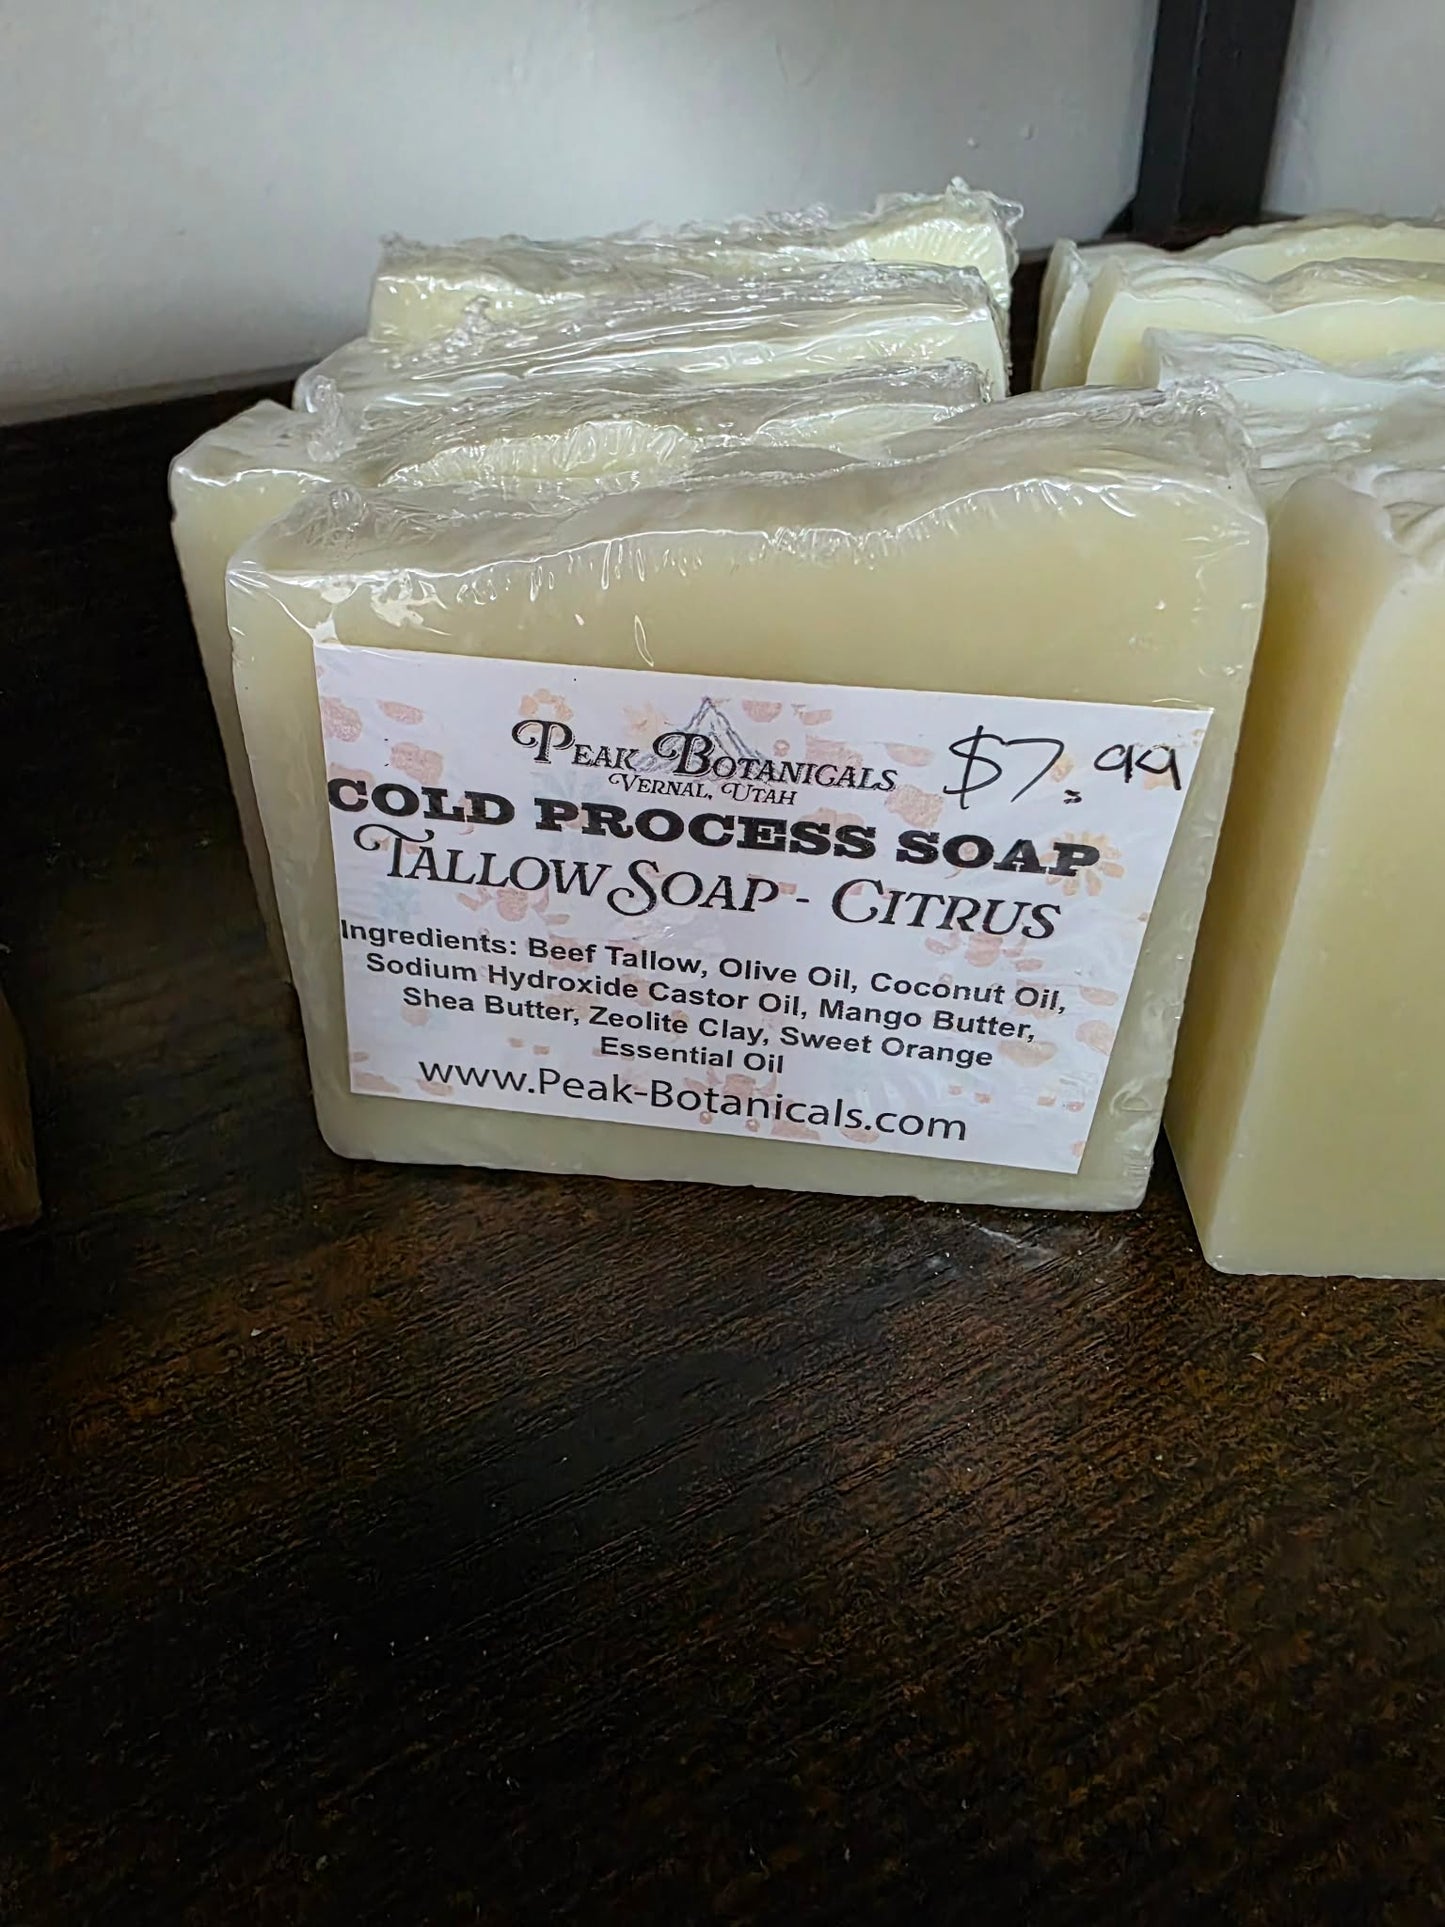 PEAK BOTANICALS $7.99
VERNAL, UTAH
COLD PROCESS SOAP
TALLOW SOAP - CITRUS
Ingredients: Beef Tallow, Olive Oil, Coconut Oil,
Sodium Hydroxide Castor Oil, Mango Butter,
Shea Butter, Zeolite Clay, Sweet Orange
Essential Oil
www.Peak-Botanicals.com